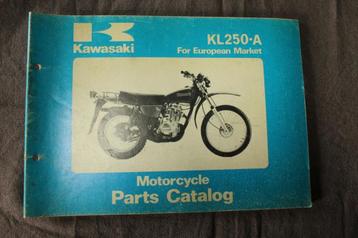 Kawasaki
KL250-A
For European Market
Motorcycle
Parts Catalog